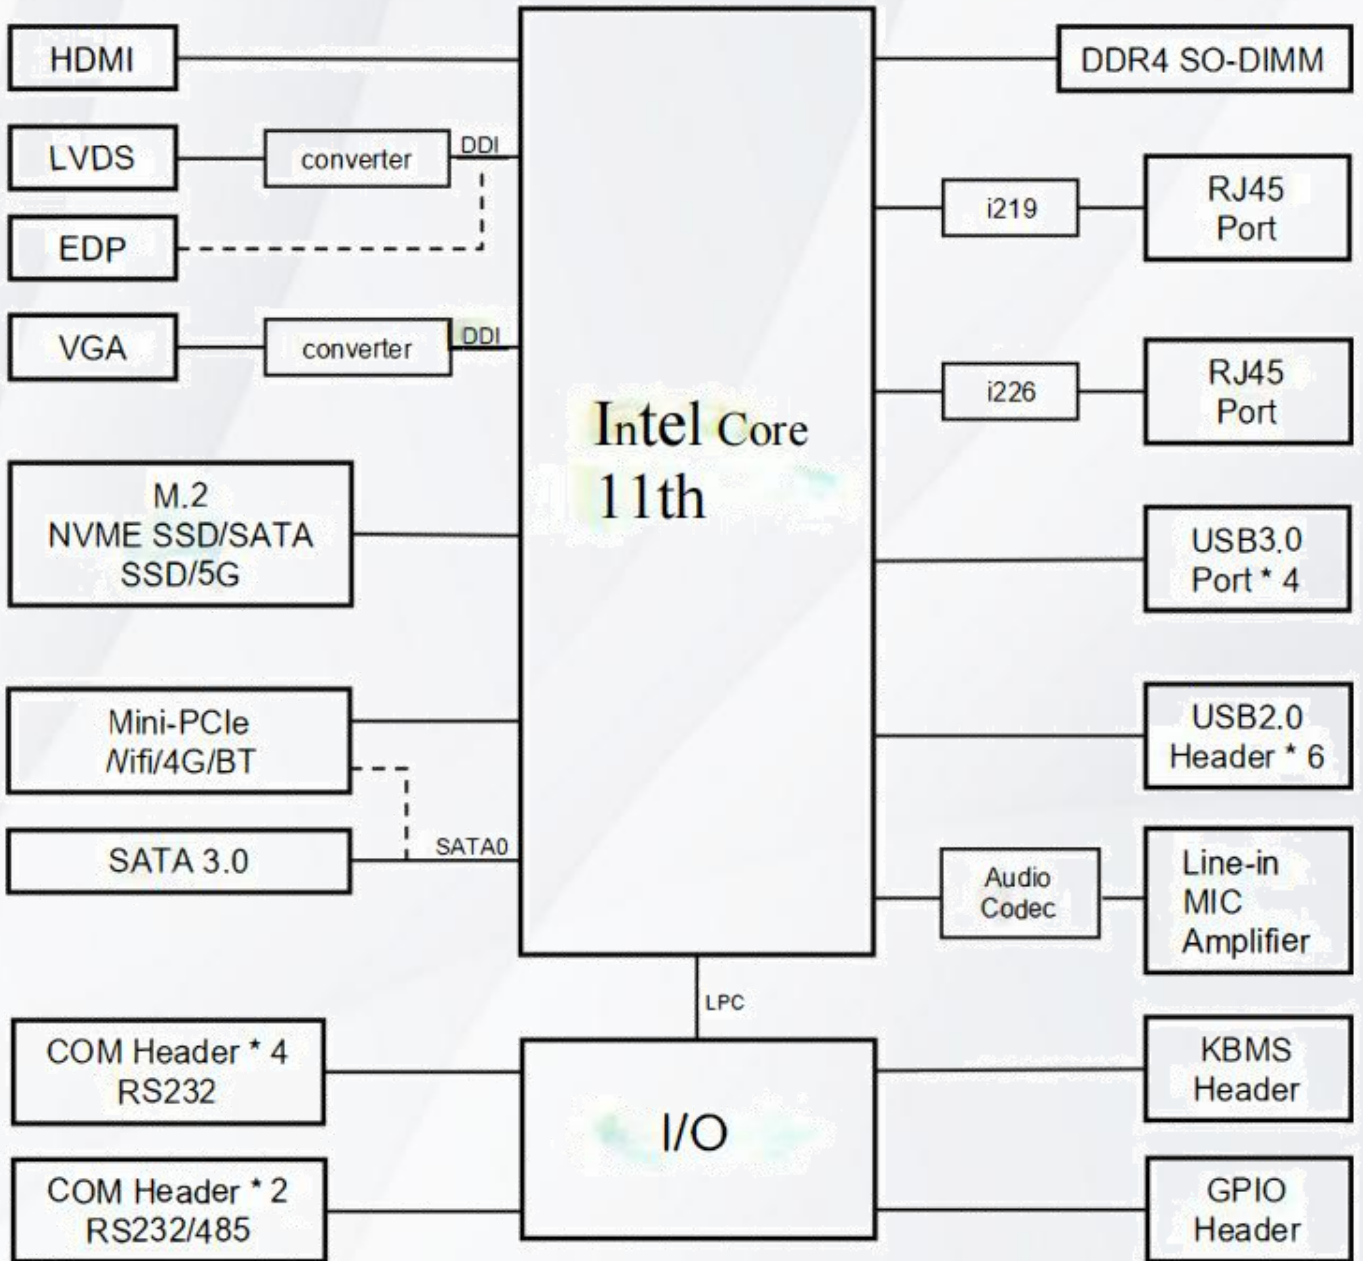 HDMI
DDR4 SO-DIMM
LVDS
converter
DDI
i219
RJ45
Port
EDP
VGA
converter
DDI
i226
RJ45
Port
Intel Core
11th
M.2
NVME SSD/SATA
SSD/5G
USB3.0
Port * 4
Mini-PCIe
Wifi/4G/BT
USB2.0
Header * 6
SATA 3.0
SATA0
Audio
Codec
Line-in
MIC
Amplifier
LPC
COM Header * 4
RS232
I/O
KBMS
Header
COM Header * 2
RS232/485
GPIO
Header